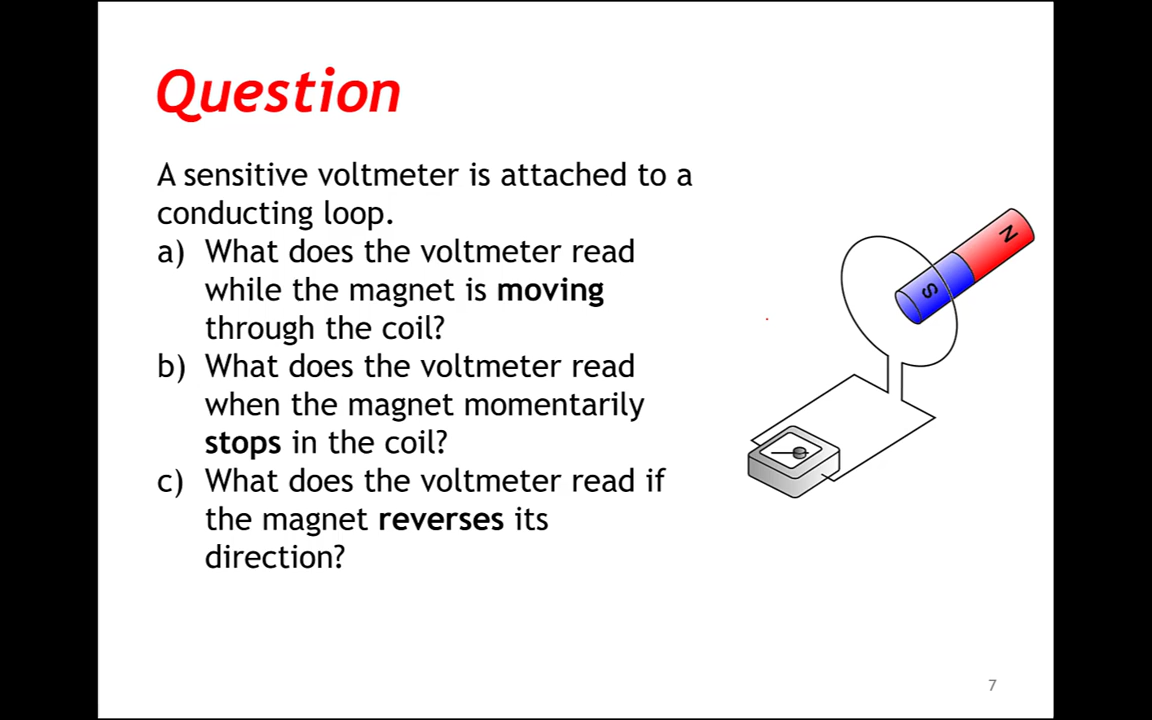 Question
A sensitive voltmeter is attached to a
conducting loop.
a) What does the voltmeter read
while the magnet is moving
through the coil?
b) What does the voltmeter read
when the magnet momentarily
stops in the coil?
c) What does the voltmeter read if
the magnet reverses its
direction?
N
S
7